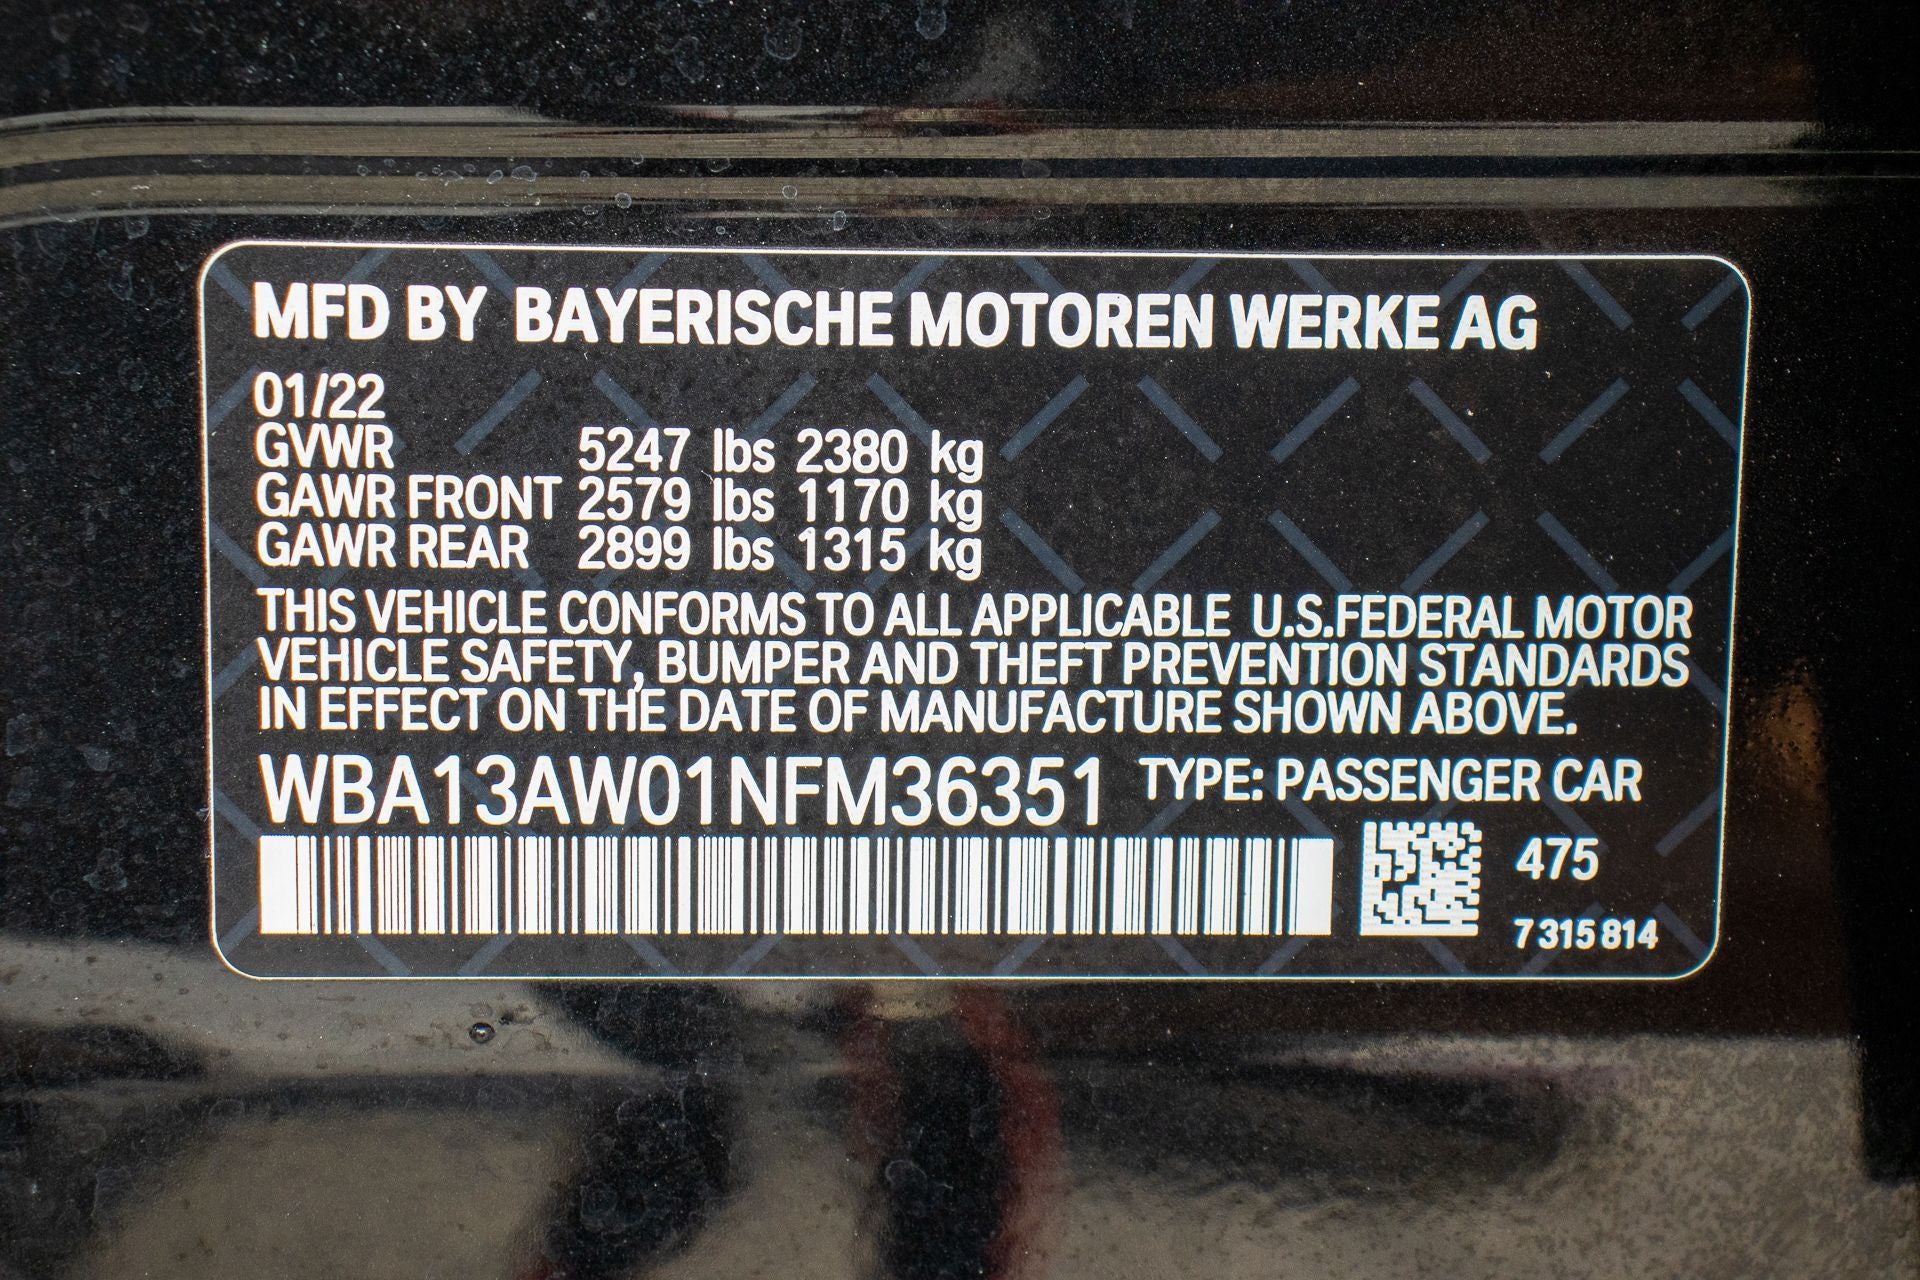 MFD BY BAYERISCHE MOTOREN WERKE AG
01/22
GVWR 5247 lbs 2380 kg
GAWR FRONT 2579 lbs 1170 kg
GAWR REAR 2899 lbs 1315 kg
THIS VEHICLE CONFORMS TO ALL APPLICABLE U.S.FEDERAL MOTOR
VEHICLE SAFETY, BUMPER AND THEFT PREVENTION STANDARDS
IN EFFECT ON THE DATE OF MANUFACTURE SHOWN ABOVE.
WBA13AW01NFM36351 TYPE: PASSENGER CAR
475
7 315 814